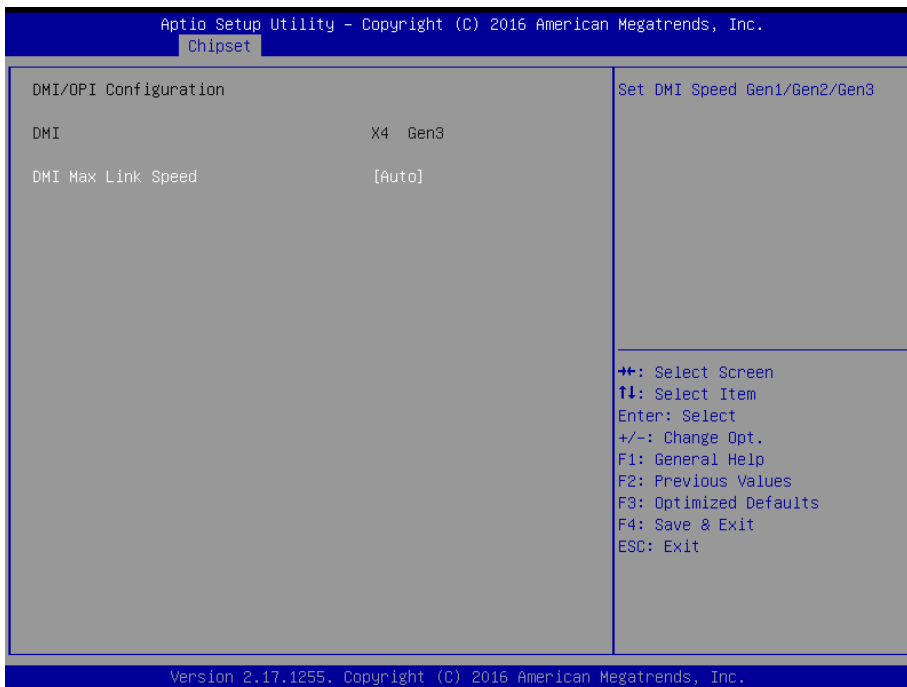 Aptio Setup Utility – Copyright (C) 2016 American Megatrends, Inc.
Chipset
DMI/OPI Configuration
DMI X4 Gen3
DMI Max Link Speed [Auto]
Set DMI Speed Gen1/Gen2/Gen3
→←: Select Screen
↑↓: Select Item
Enter: Select
+/-: Change Opt.
F1: General Help
F2: Previous Values
F3: Optimized Defaults
F4: Save & Exit
ESC: Exit
Version 2.17.1255. Copyright (C) 2016 American Megatrends, Inc.